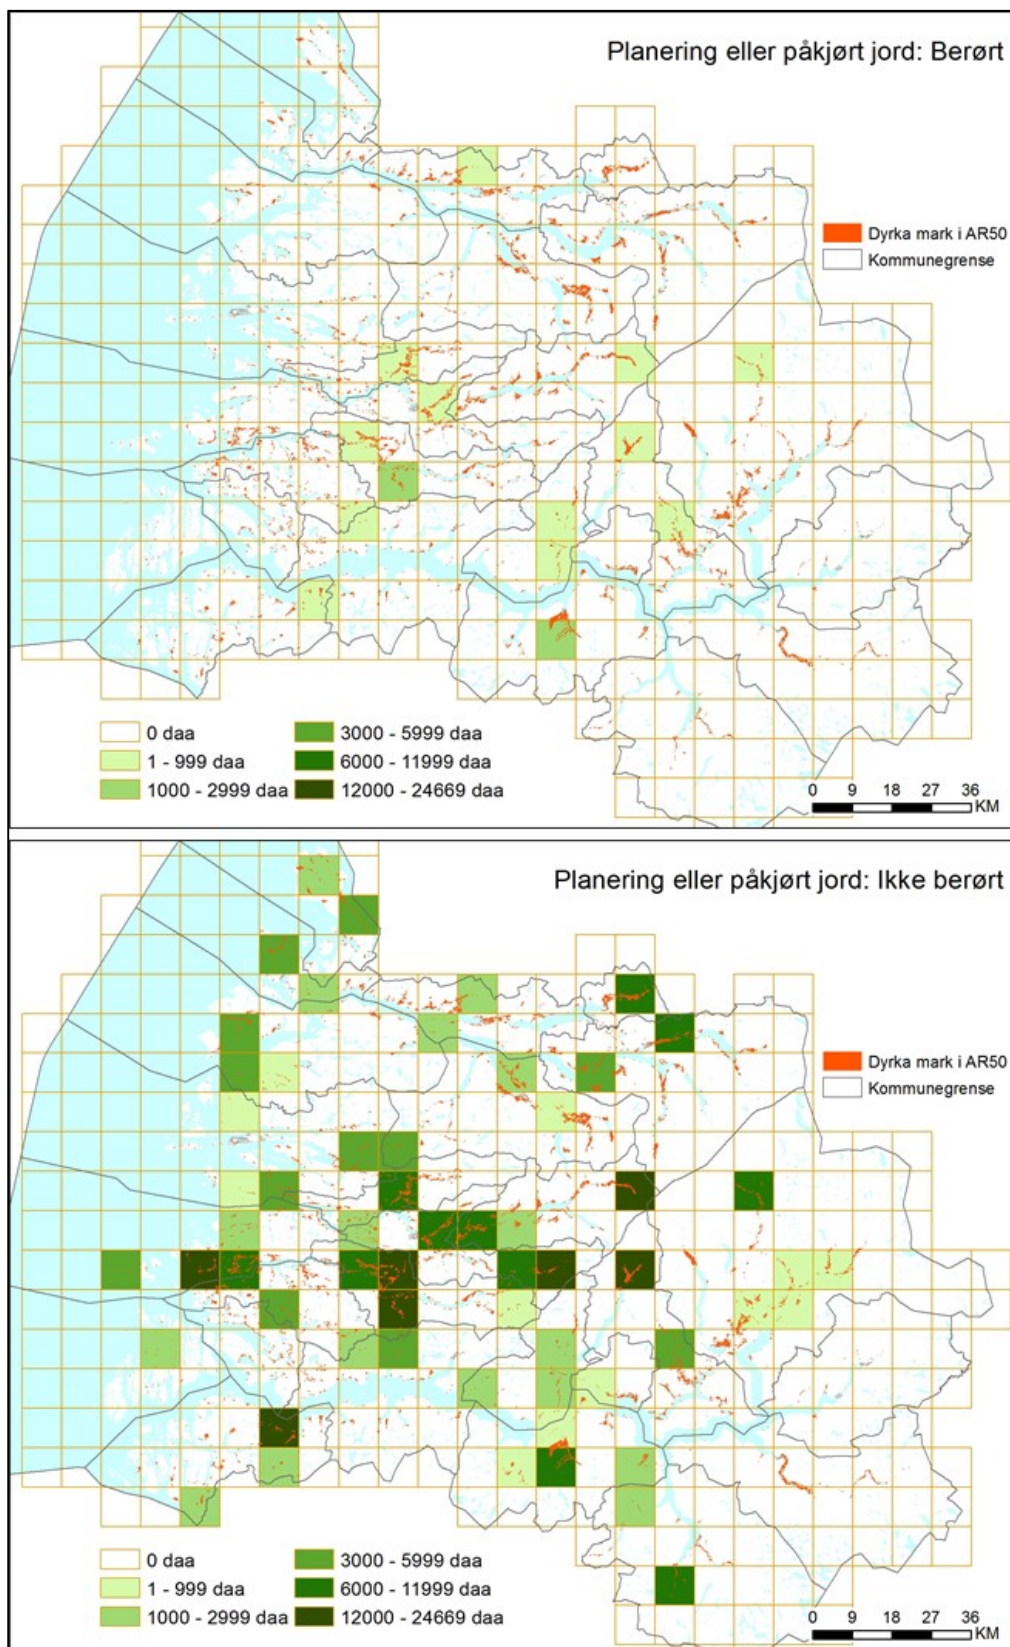 Planering eller påkjørt jord: Berørt
Dyrka mark i AR50
Kommunegrense
0 daa
1 - 999 daa
1000 - 2999 daa
3000 - 5999 daa
6000 - 11999 daa
12000 - 24669 daa
0 9 18 27 36
KM
Planering eller påkjørt jord: Ikke berørt
Dyrka mark i AR50
Kommunegrense
0 daa
1 - 999 daa
1000 - 2999 daa
3000 - 5999 daa
6000 - 11999 daa
12000 - 24669 daa
0 9 18 27 36
KM